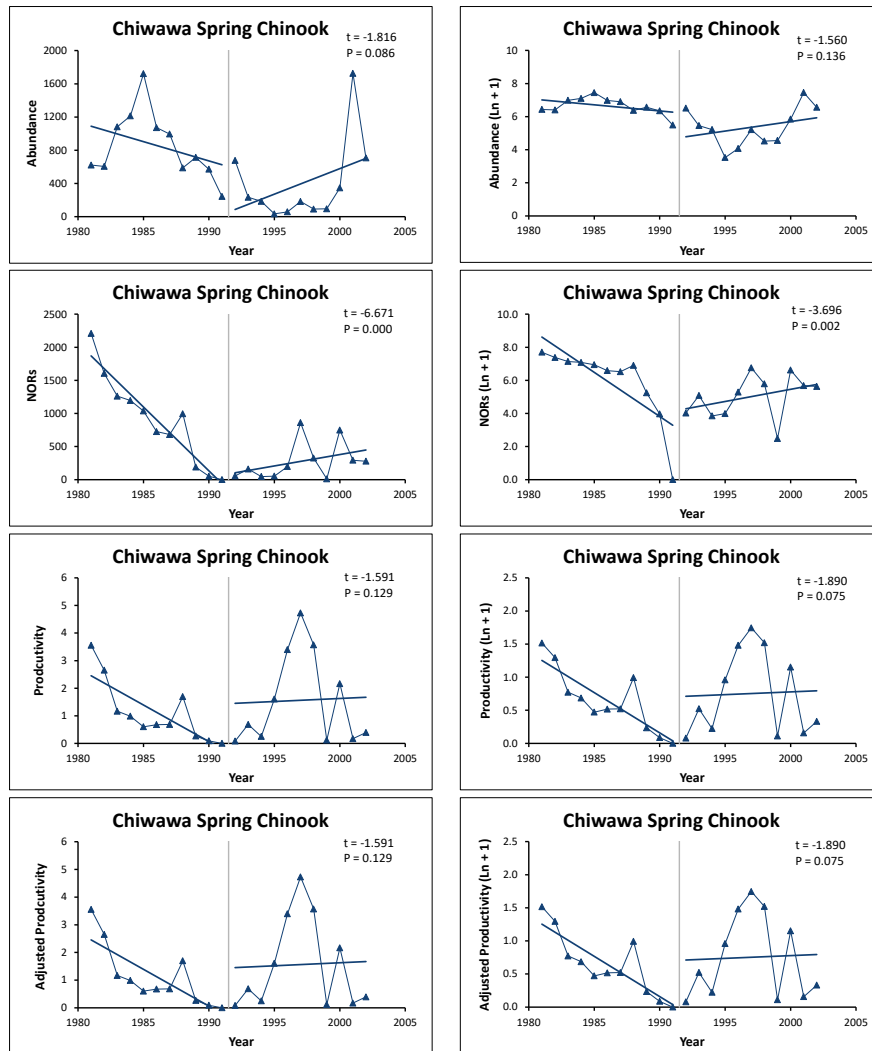 Chiwawa Spring Chinook
t = -1.816
P = 0.086
Abundance
2000
1600
1200
800
400
0
1980 1985 1990 1995 2000 2005
Year
Chiwawa Spring Chinook
t = -1.560
P = 0.136
Abundance (Ln + 1)
10
8
6
4
2
0
1980 1985 1990 1995 2000 2005
Year
Chiwawa Spring Chinook
t = -6.671
P = 0.000
NORs
2500
2000
1500
1000
500
0
1980 1985 1990 1995 2000 2005
Year
Chiwawa Spring Chinook
t = -3.696
P = 0.002
NORs (Ln + 1)
10.0
8.0
6.0
4.0
2.0
0.0
1980 1985 1990 1995 2000 2005
Year
Chiwawa Spring Chinook
t = -1.591
P = 0.129
Prodcutivity
6
5
4
3
2
1
0
1980 1985 1990 1995 2000 2005
Year
Chiwawa Spring Chinook
t = -1.890
P = 0.075
Productivity (Ln + 1)
2.5
2.0
1.5
1.0
0.5
0.0
1980 1985 1990 1995 2000 2005
Year
Chiwawa Spring Chinook
t = -1.591
P = 0.129
Adjusted Prodcutivity
6
5
4
3
2
1
0
1980 1985 1990 1995 2000 2005
Year
Chiwawa Spring Chinook
t = -1.890
P = 0.075
Adjusted Productivity (Ln + 1)
2.5
2.0
1.5
1.0
0.5
0.0
1980 1985 1990 1995 2000 2005
Year